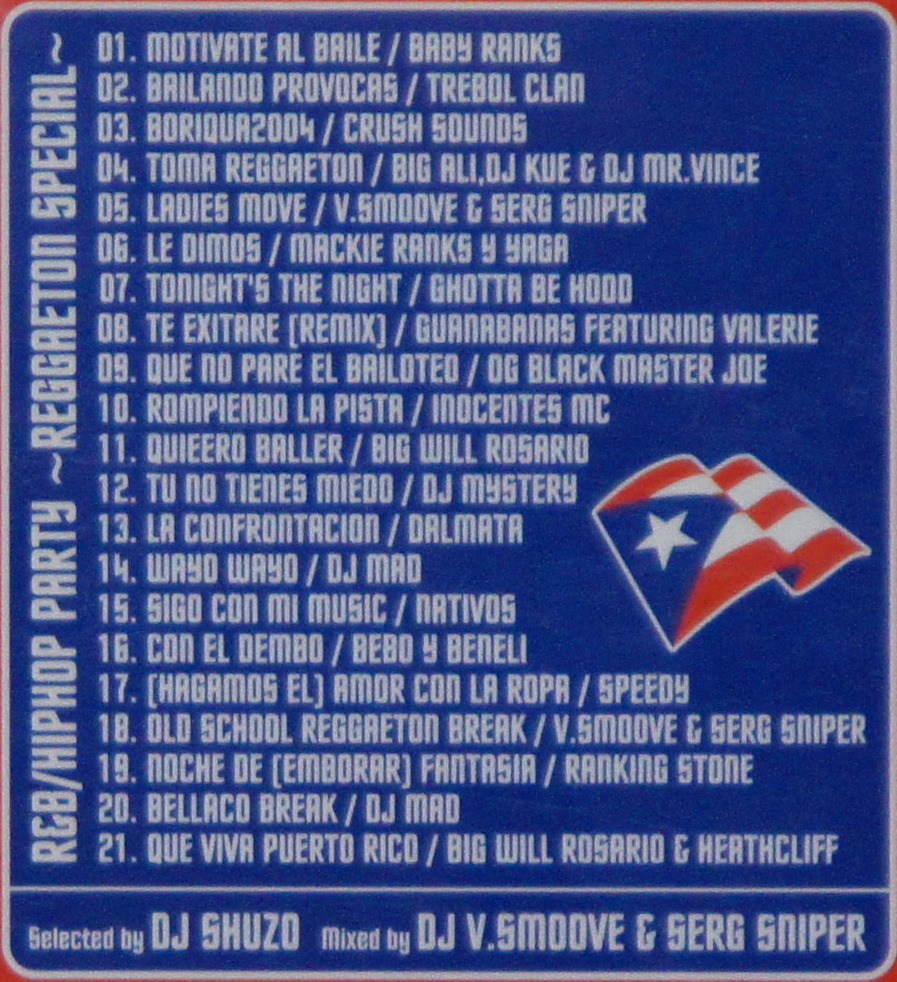 R&B/HIPHOP PARTY ~REGGAETON SPECIAL~
01. MOTIVATE AL BAILE / BABY RANKS
02. BAILANDO PROVOCAS / TREBOL CLAN
03. BORIQUA2004 / CRUSH SOUNDS
04. TOMA REGGAETON / BIG ALI,DJ KUE & DJ MR.VINCE
05. LADIES MOVE / V.SMOOVE & SERG SNIPER
06. LE DIMOS / MACKIE RANKS Y YAGA
07. TONIGHT'S THE NIGHT / GHOTTA BE HOOD
08. TE EXITARE [REMIX] / GUANABANAS FEATURING VALERIE
09. QUE NO PARE EL BAILOTEO / OG BLACK MASTER JOE
10. ROMPIENDO LA PISTA / INOCENTES MC
11. QUIEERO BALLER / BIG WILL ROSARIO
12. TU NO TIENES MIEDO / DJ MYSTERY
13. LA CONFRONTACION / DALMATA
14. WAYO WAYO / DJ MAD
15. SIGO CON MI MUSIC / NATIVOS
16. CON EL DEMBO / BEBO Y BENELI
17. [HAGAMOS EL] AMOR CON LA ROPA / SPEEDY
18. OLD SCHOOL REGGAETON BREAK / V.SMOOVE & SERG SNIPER
19. NOCHE DE [EMBORAR] FANTASIA / RANKING STONE
20. BELLACO BREAK / DJ MAD
21. QUE VIVA PUERTO RICO / BIG WILL ROSARIO & HEATHCLIFF
Selected by DJ SHUZO Mixed by DJ V.SMOOVE & SERG SNIPER